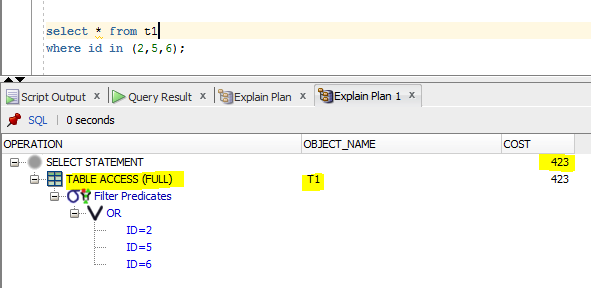 select * from t1
where id in (2,5,6);
Script Output x Query Result x Explain Plan x Explain Plan 1 x
SQL | 0 seconds
OPERATION OBJECT_NAME COST
SELECT STATEMENT 423
TABLE ACCESS (FULL) T1 423
Filter Predicates
OR
ID=2
ID=5
ID=6